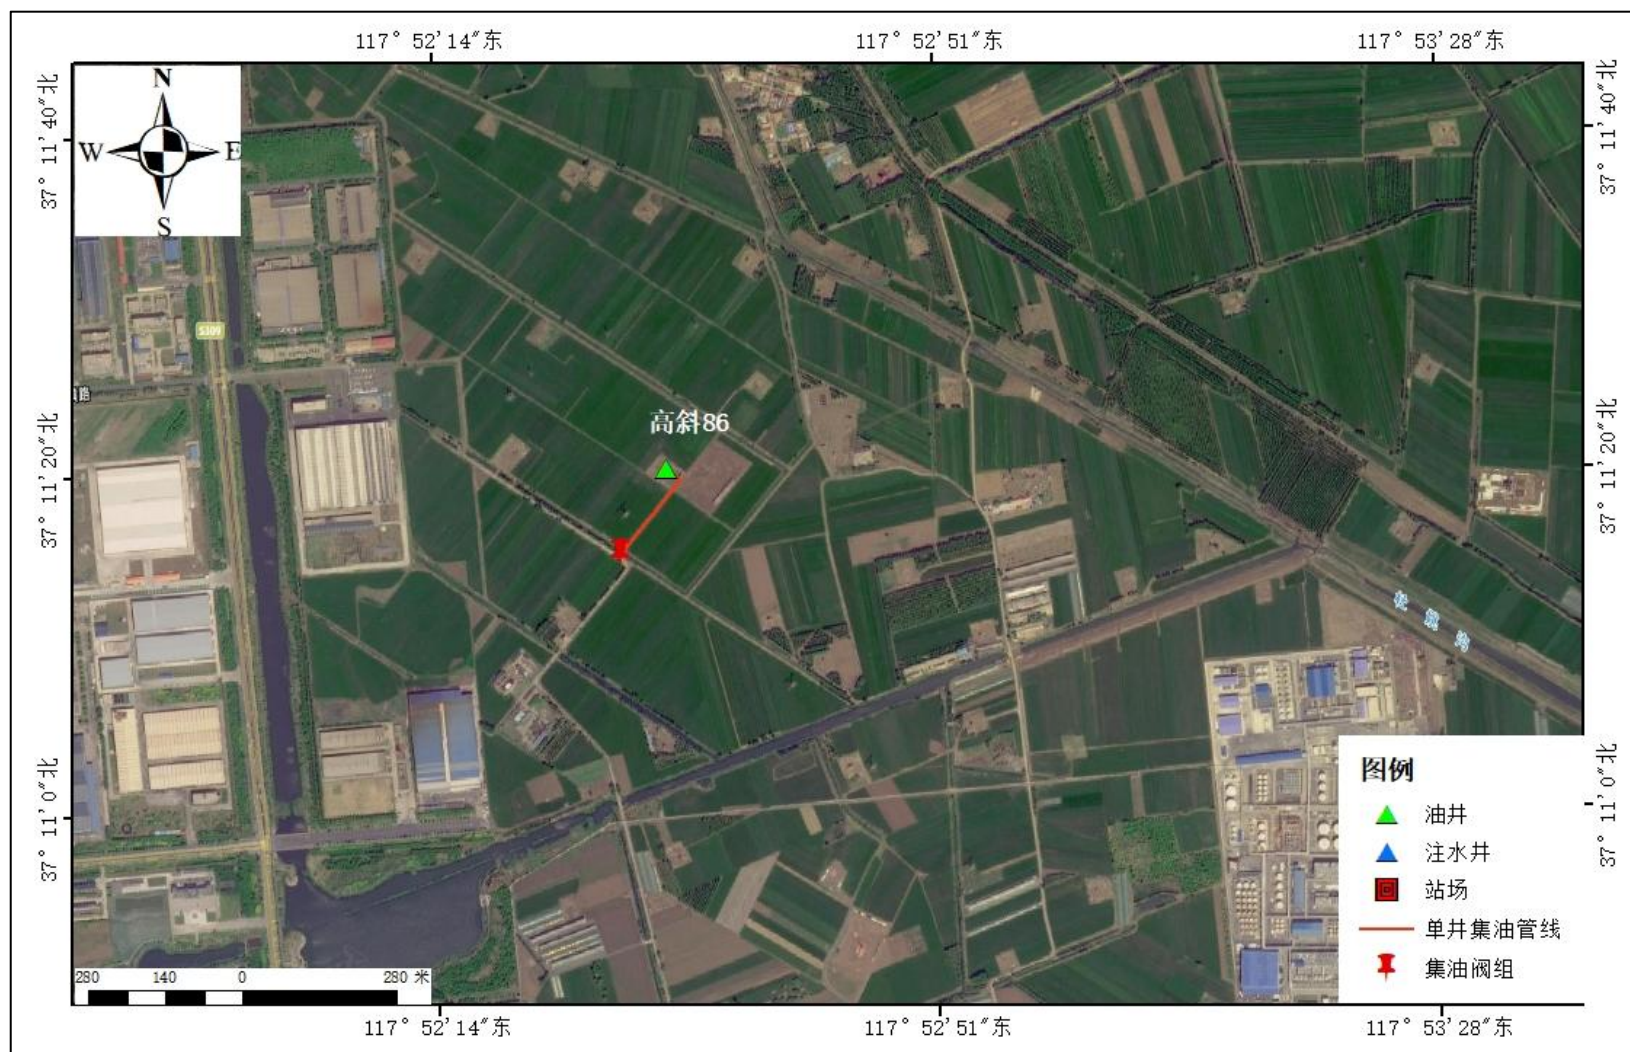 117° 52′14″东
117° 52′51″东
117° 53′28″东
37° 11′40″北
37° 11′40″北
N
W
E
S
S309
高斜86
37° 11′20″北
37° 11′20″北
图例
油井
注水井
站场
单井集油管线
集油阀组
37° 11′0″北
37° 11′0″北
280 140 0 280 米
117° 52′14″东
117° 52′51″东
117° 53′28″东